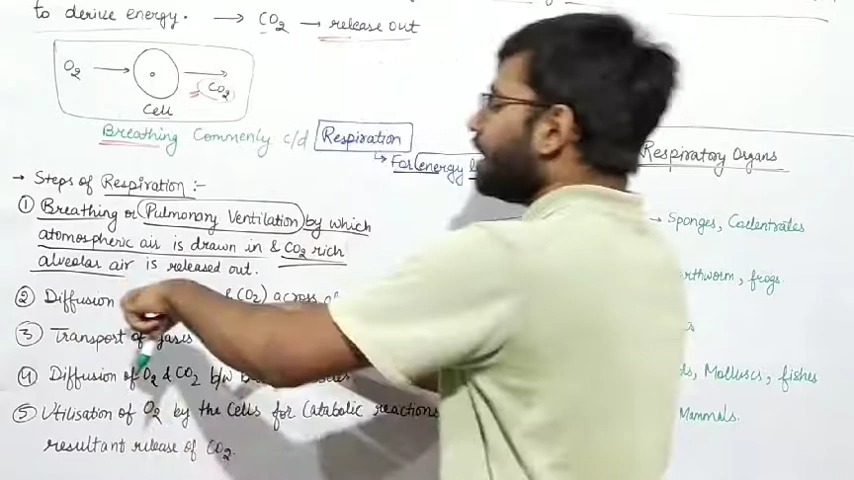 to derive energy. → CO2 → release out
O2 → → CO2
Cell
Breathing Commonly c/d Respiration
For energy
→ Steps of Respiration :-
① Breathing or Pulmonary Ventilation by which
atomospheric air is drawn in & CO2 rich
alveolar air is released out.
② Diffusion CO2) across
③ Transport of gases
④ Diffusion of O2 & CO2 b/w
⑤ Utilisation of O2 by the cells for Catabolic reactions
resultant release of CO2.
Respiratory Organs
→ Sponges, Coelentrates
earthworm, frogs.
Molluscs, fishes
Mammals.